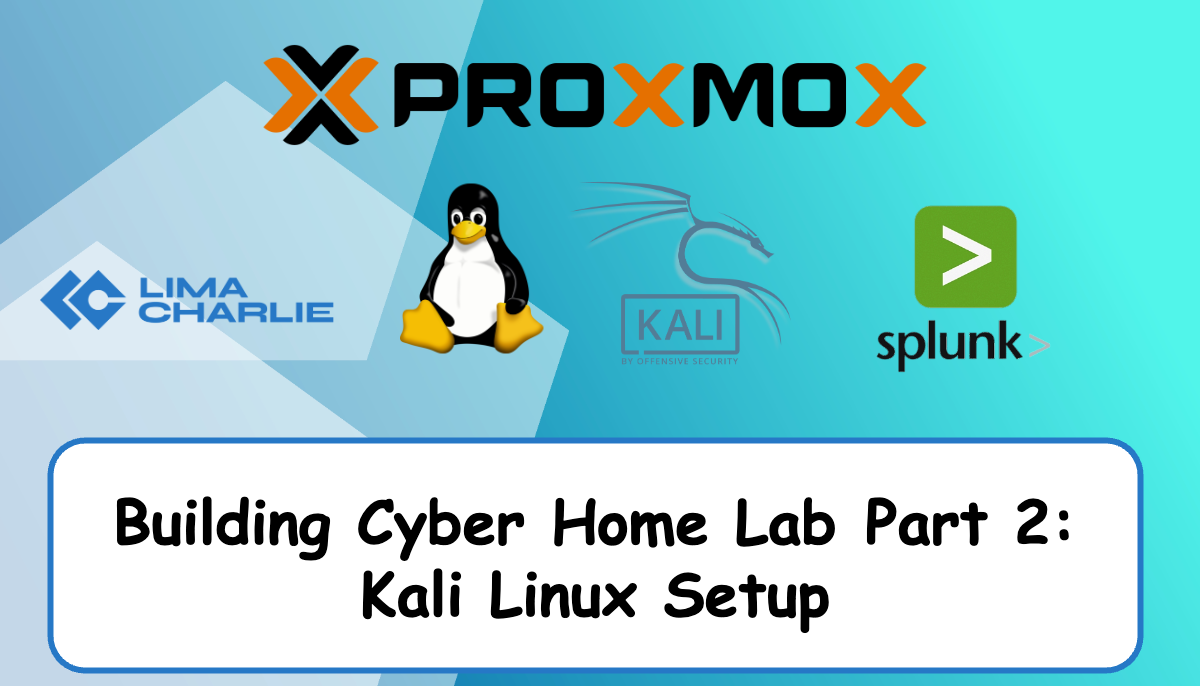 PROXMOX
LIMA
CHARLIE
KALI
BY OFFENSIVE SECURITY
splunk>
Building Cyber Home Lab Part 2:
Kali Linux Setup